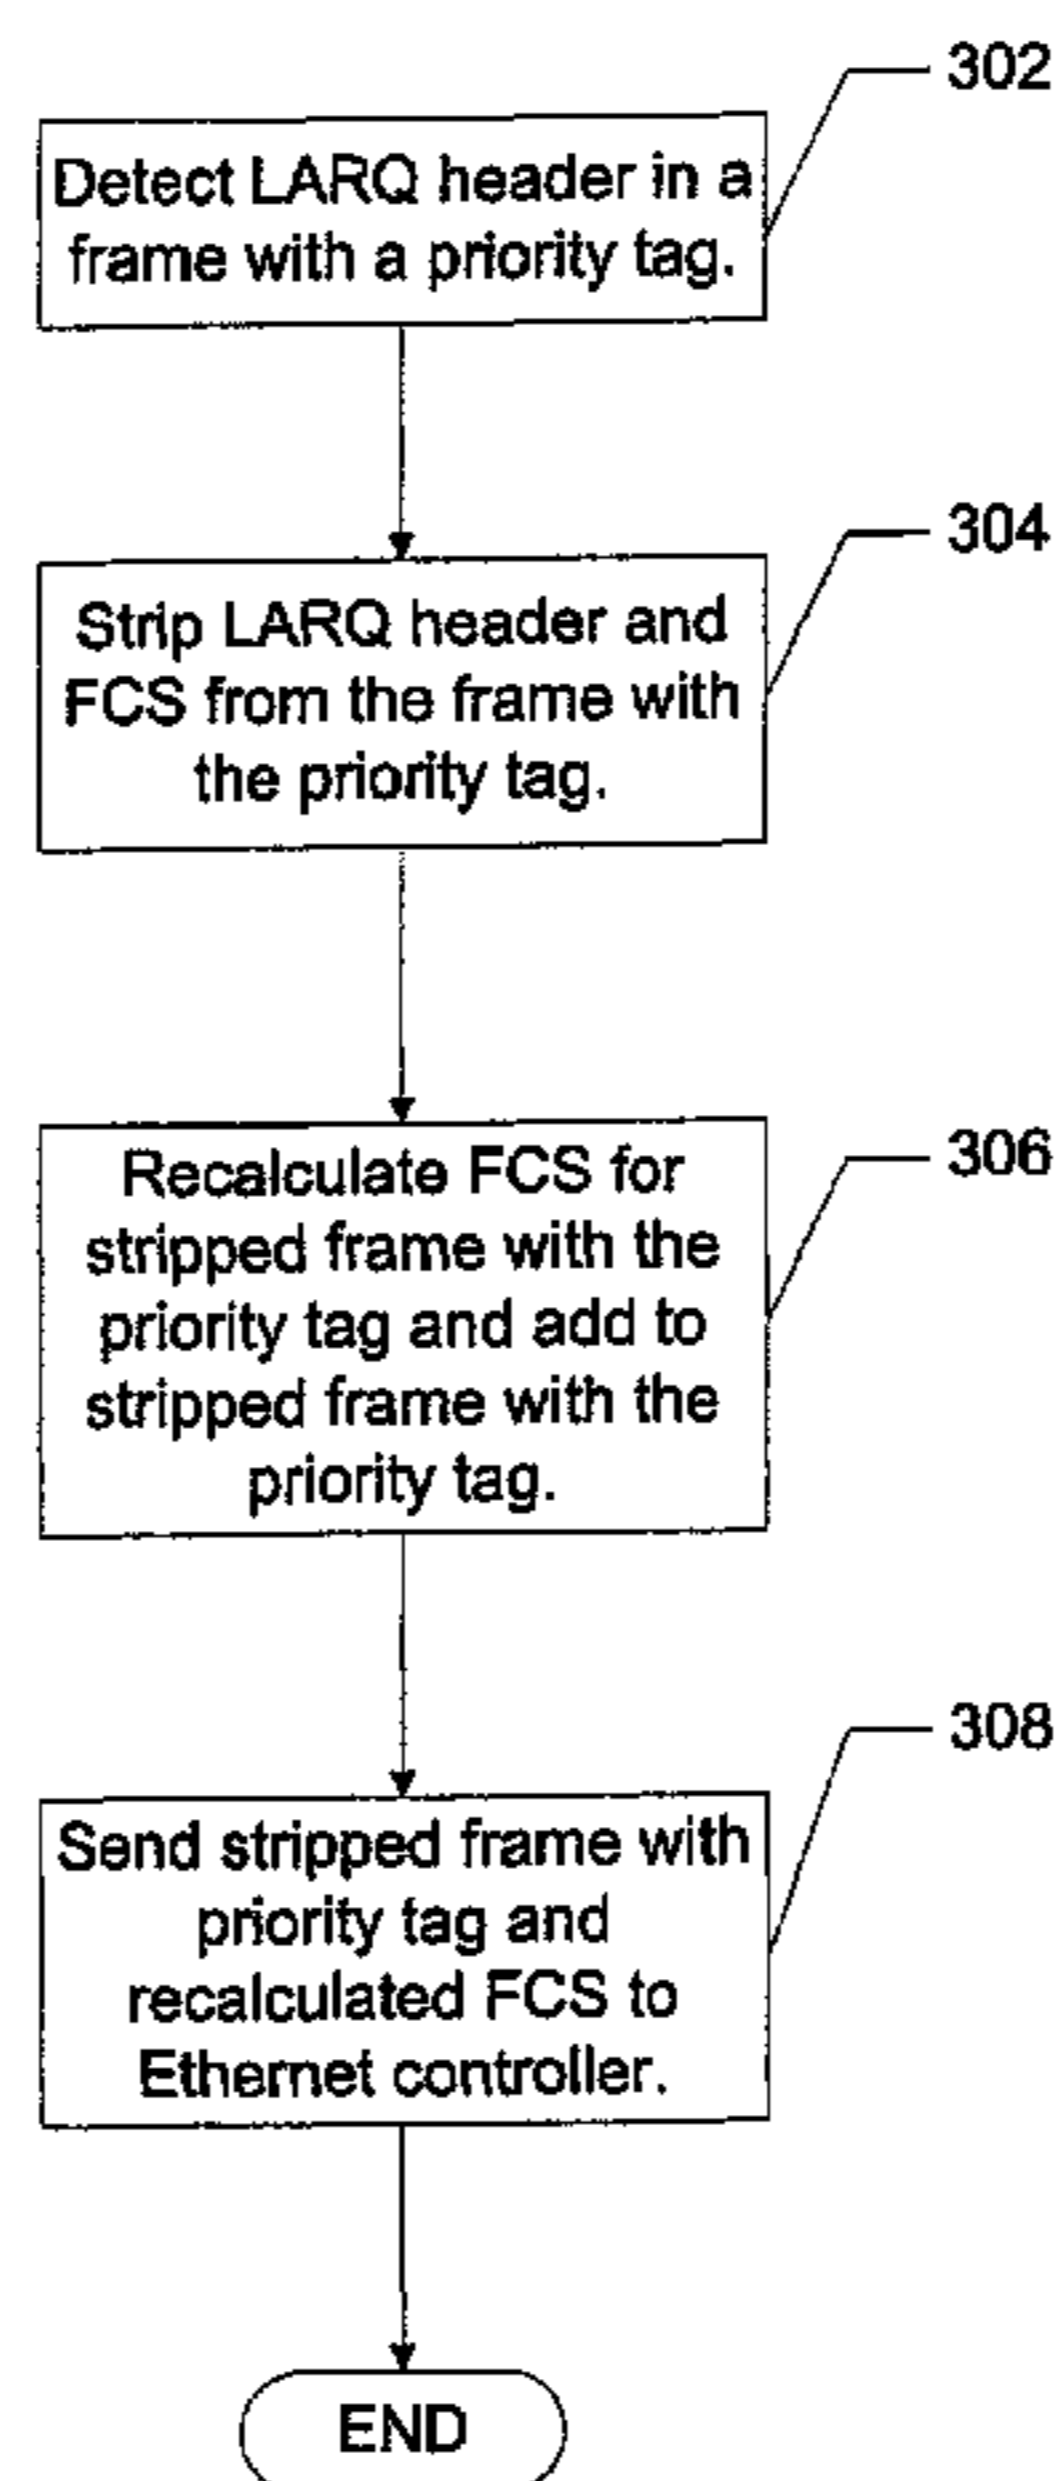 302
Detect LARQ header in a
frame with a priority tag.
304
Strip LARQ header and
FCS from the frame with
the priority tag.
306
Recalculate FCS for
stripped frame with the
priority tag and add to
stripped frame with the
priority tag.
308
Send stripped frame with
priority tag and
recalculated FCS to
Ethernet controller.
END